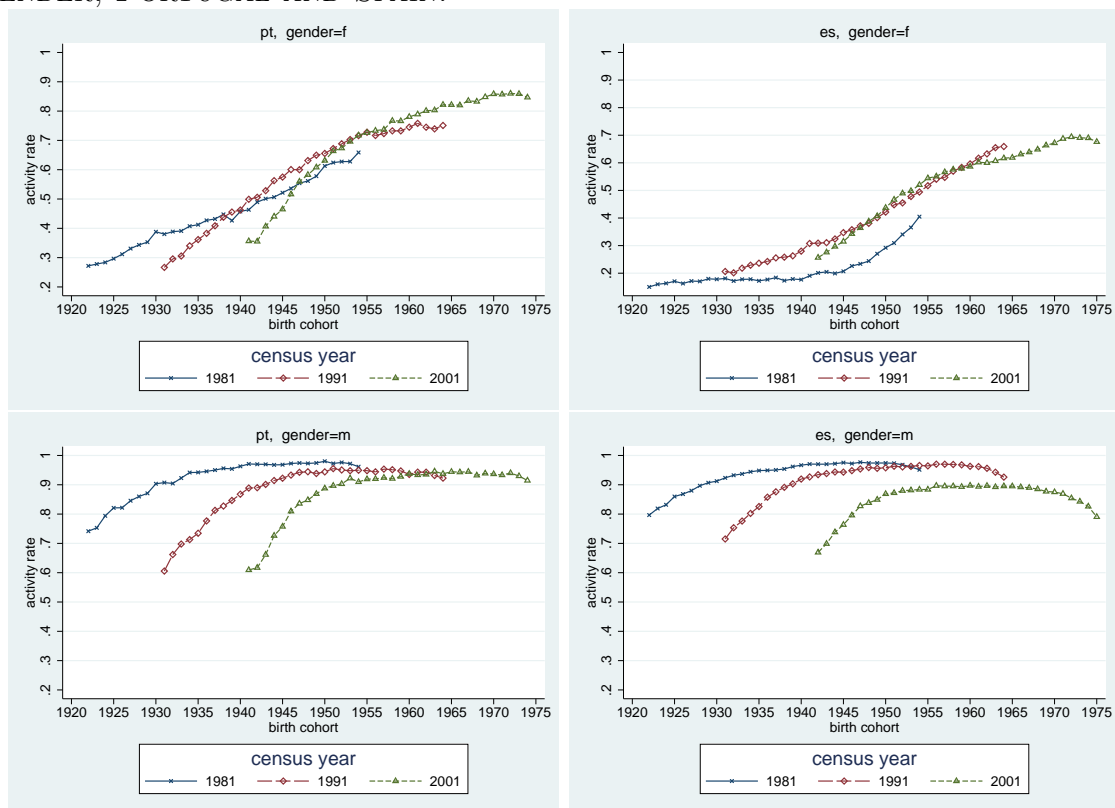 ENDER, PORTUGAL AND SPAIN.
pt, gender=f
activity rate
1
.9
.8
.7
.6
.5
.4
.3
.2
1920 1925 1930 1935 1940 1945 1950 1955 1960 1965 1970 1975
birth cohort
census year
1981 1991 2001
es, gender=f
activity rate
1
.9
.8
.7
.6
.5
.4
.3
.2
1920 1925 1930 1935 1940 1945 1950 1955 1960 1965 1970 1975
birth cohort
census year
1981 1991 2001
pt, gender=m
activity rate
1
.9
.8
.7
.6
.5
.4
.3
.2
1920 1925 1930 1935 1940 1945 1950 1955 1960 1965 1970 1975
birth cohort
census year
1981 1991 2001
es, gender=m
activity rate
1
.9
.8
.7
.6
.5
.4
.3
.2
1920 1925 1930 1935 1940 1945 1950 1955 1960 1965 1970 1975
birth cohort
census year
1981 1991 2001